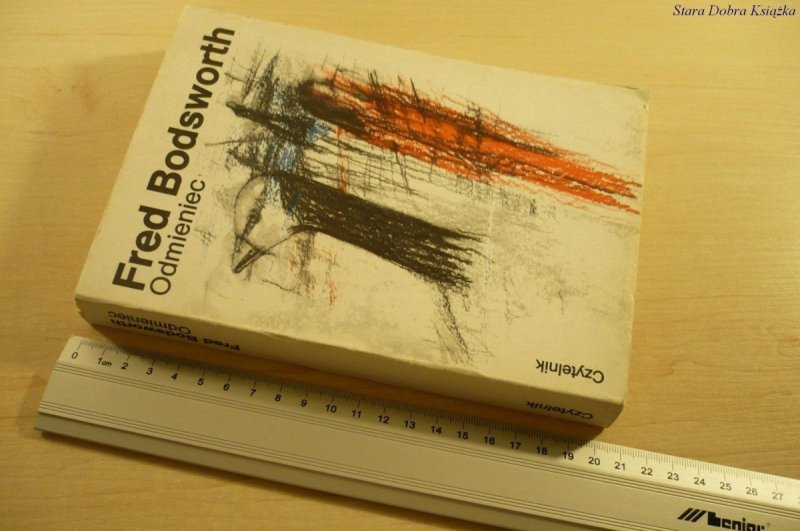 Stara Dobra Książka
Fred Bodsworth
Odmieniec
Czytelnik
Fred Bodsworth
Odmieniec
Czytelnik
0 1cm 2 3 4 5 6 7 8 9 10 11 12 13 14 15 16 17 18 19 20 21 22 23 24 25 26 27